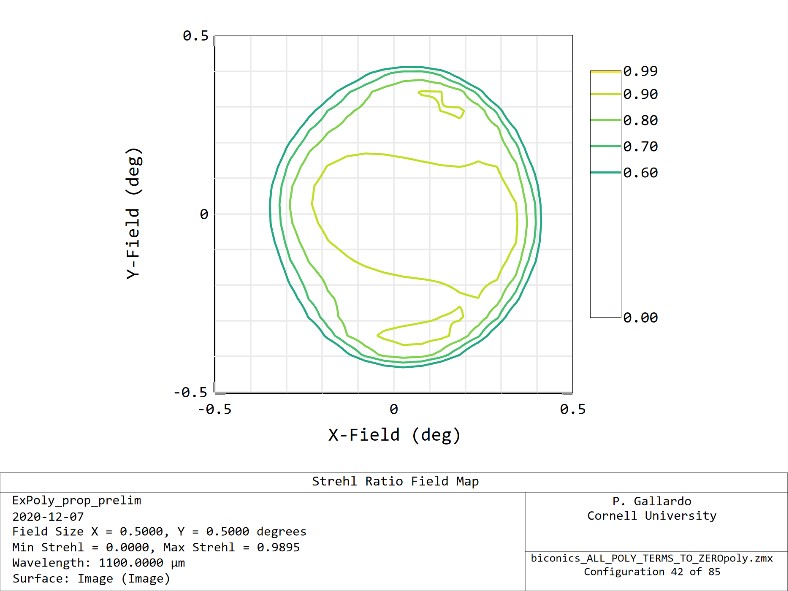 0.5
0
-0.5
Y-Field (deg)
-0.5
0
0.5
X-Field (deg)
0.99
0.90
0.80
0.70
0.60
0.00
Strehl Ratio Field Map
ExPoly_prop_prelim
2020-12-07
Field Size X = 0.5000, Y = 0.5000 degrees
Min Strehl = 0.0000, Max Strehl = 0.9895
Wavelength: 1100.0000 µm
Surface: Image (Image)
P. Gallardo
Cornell University
biconics_ALL_POLY_TERMS_TO_ZEROpoly.zmx
Configuration 42 of 85